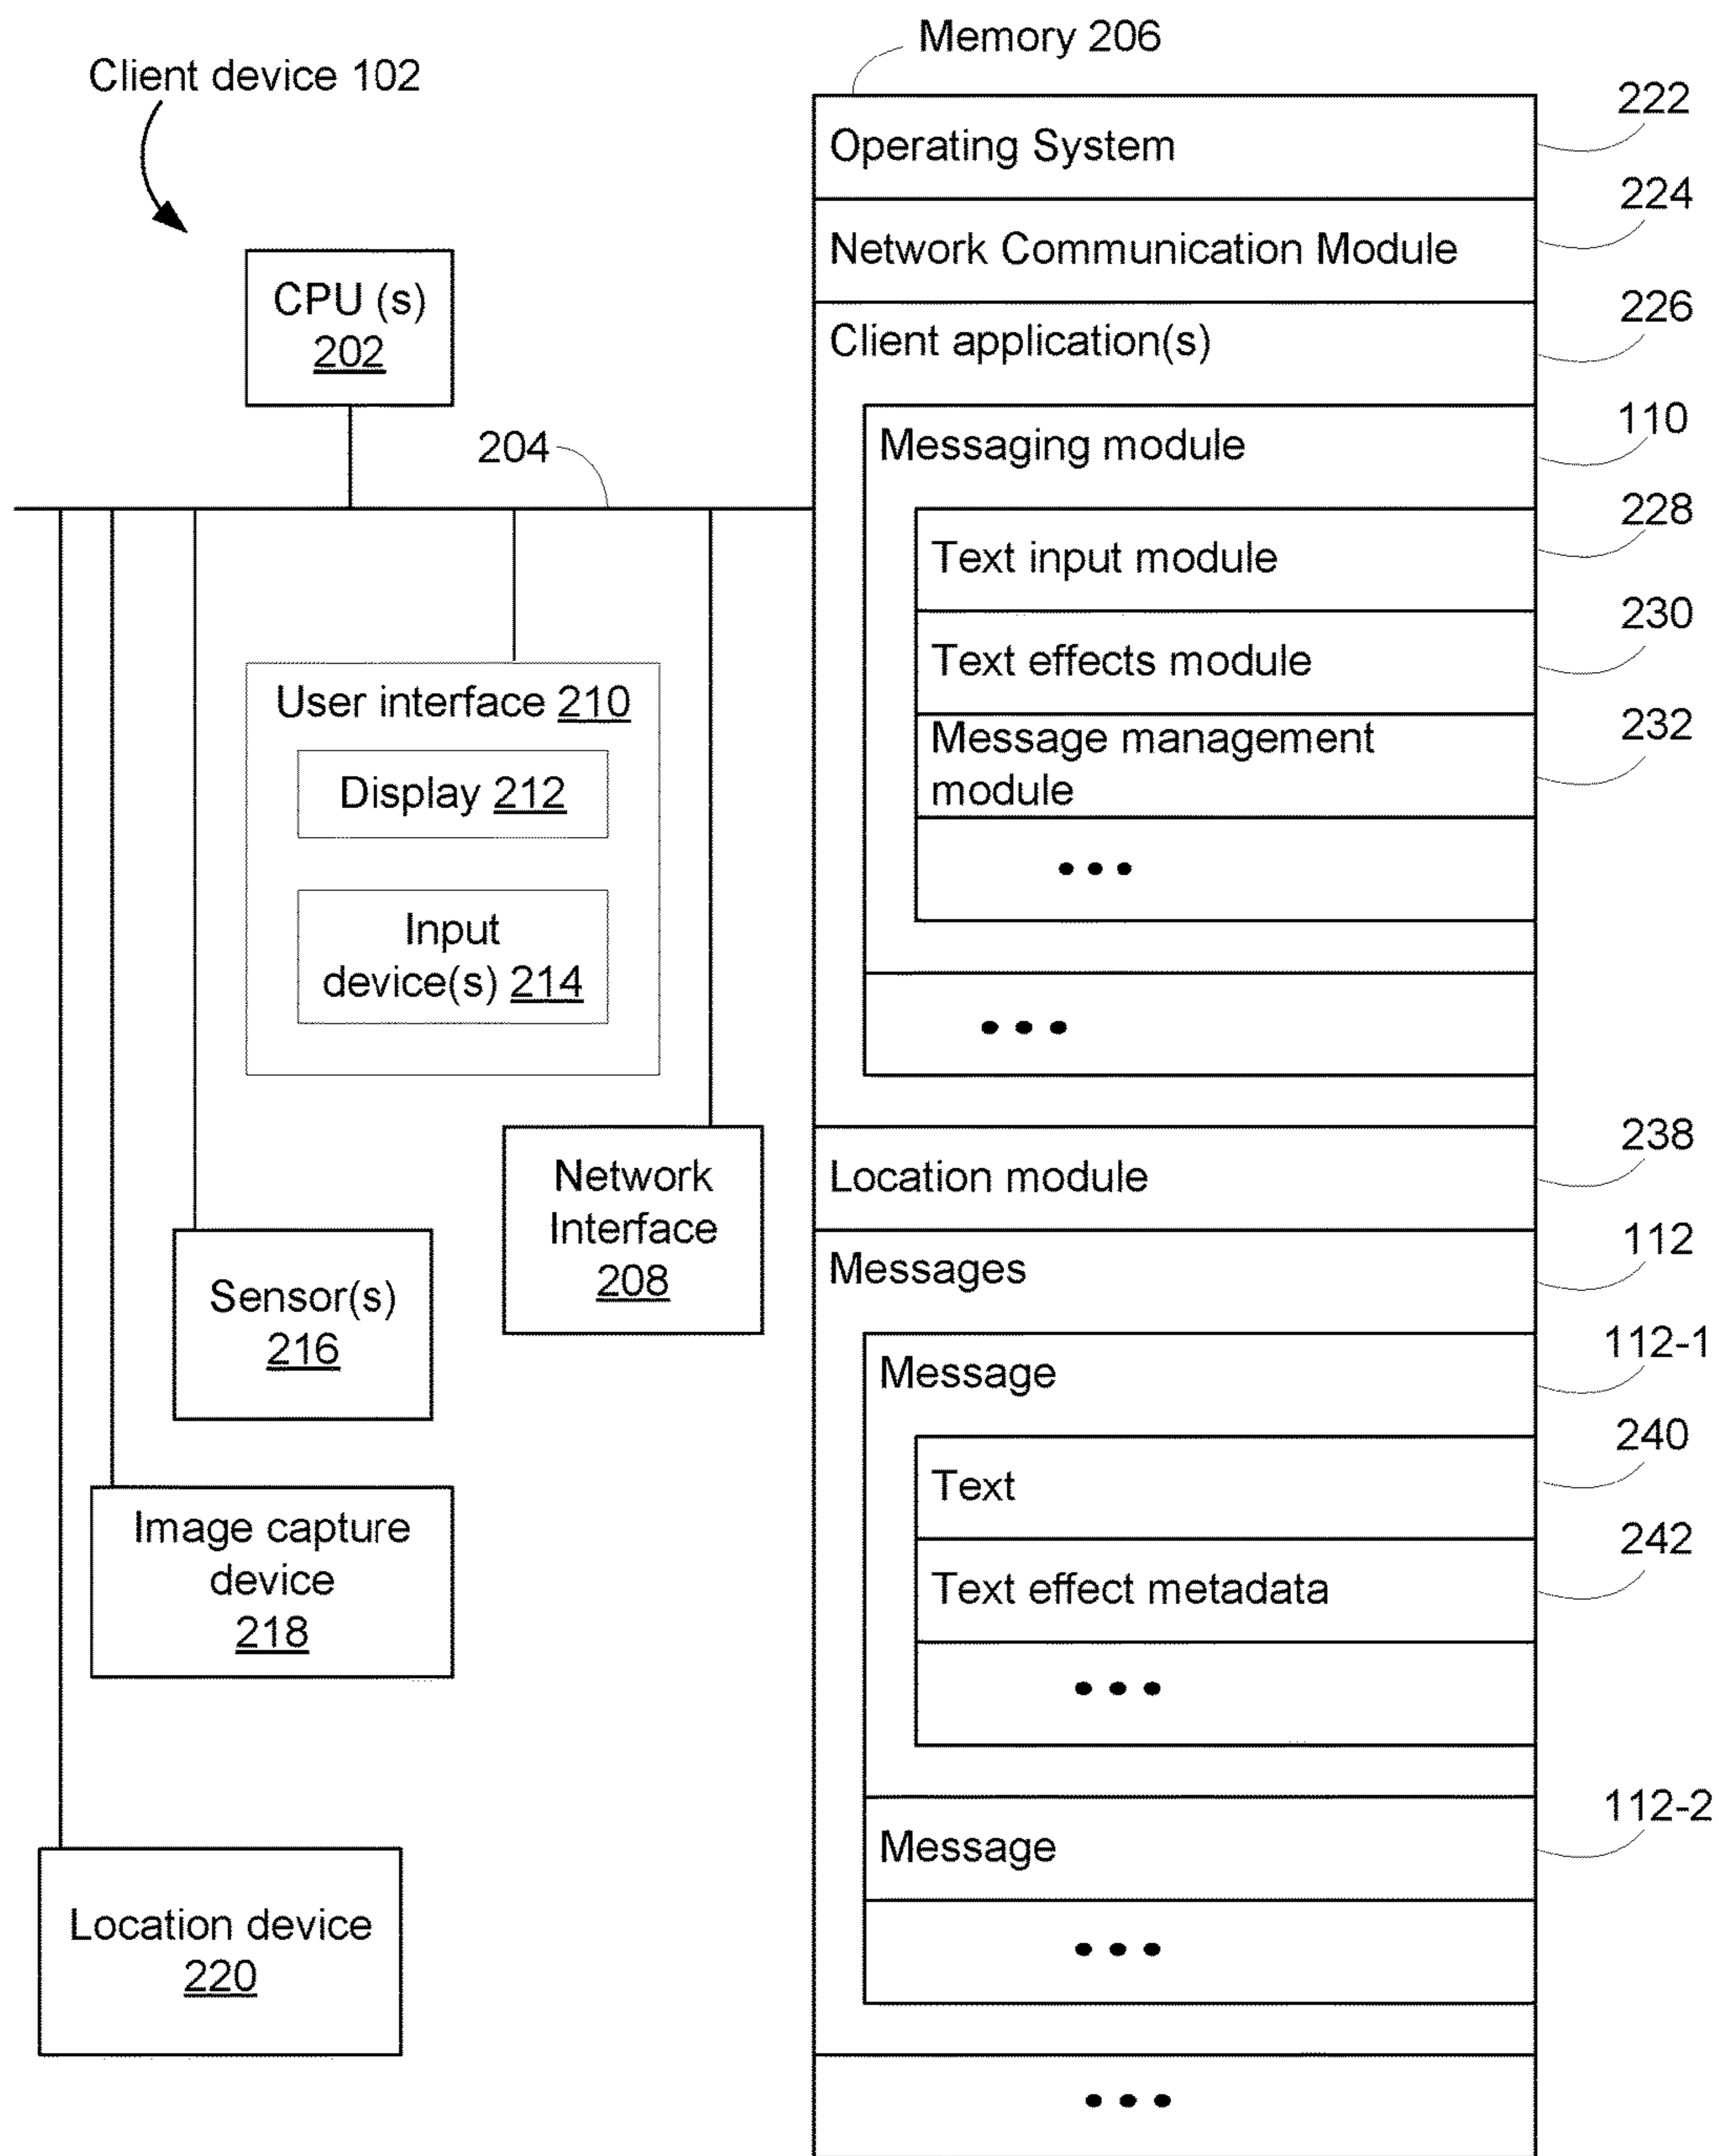 Client device 102
CPU (s)
202
204
User interface 210
Display 212
Input
device(s) 214
Network
Interface
208
Sensor(s)
216
Image capture
device
218
Location device
220
Memory 206
Operating System
222
Network Communication Module
224
Client application(s)
226
Messaging module
110
Text input module
228
Text effects module
230
Message management
module
232
• • •
• • •
Location module
238
Messages
112
Message
112-1
Text
240
Text effect metadata
242
• • •
Message
112-2
• • •
• • •